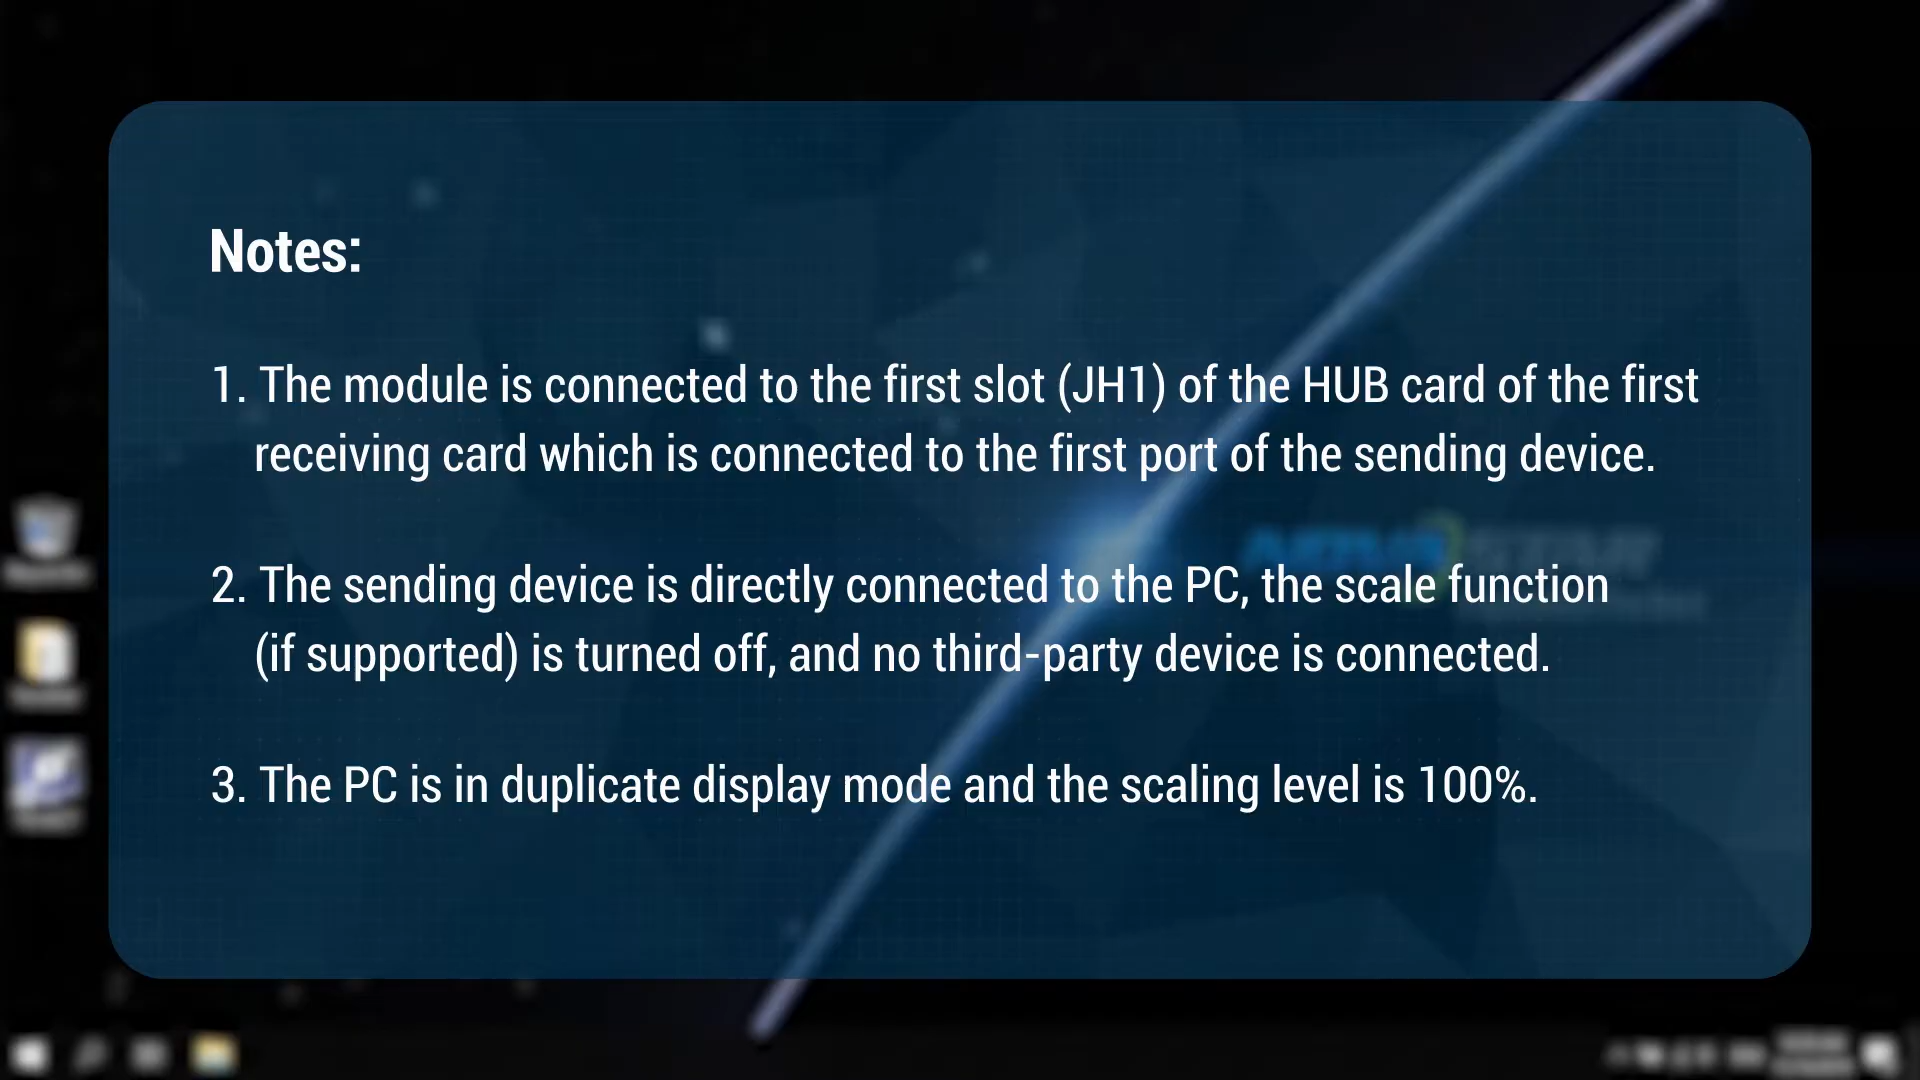 Notes:
1. The module is connected to the first slot (JH1) of the HUB card of the first
receiving card which is connected to the first port of the sending device.
2. The sending device is directly connected to the PC, the scale function
(if supported) is turned off, and no third-party device is connected.
3. The PC is in duplicate display mode and the scaling level is 100%.